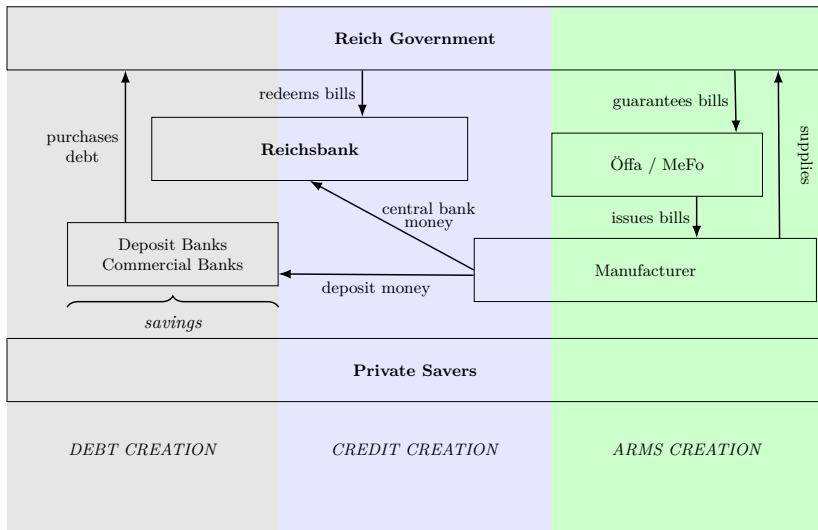 Reich Government
redeems bills
guarantees bills
purchases
debt
Reichsbank
Öffa / MeFo
supplies
central bank
money
issues bills
Deposit Banks
Commercial Banks
Manufacturer
deposit money
savings
Private Savers
DEBT CREATION
CREDIT CREATION
ARMS CREATION